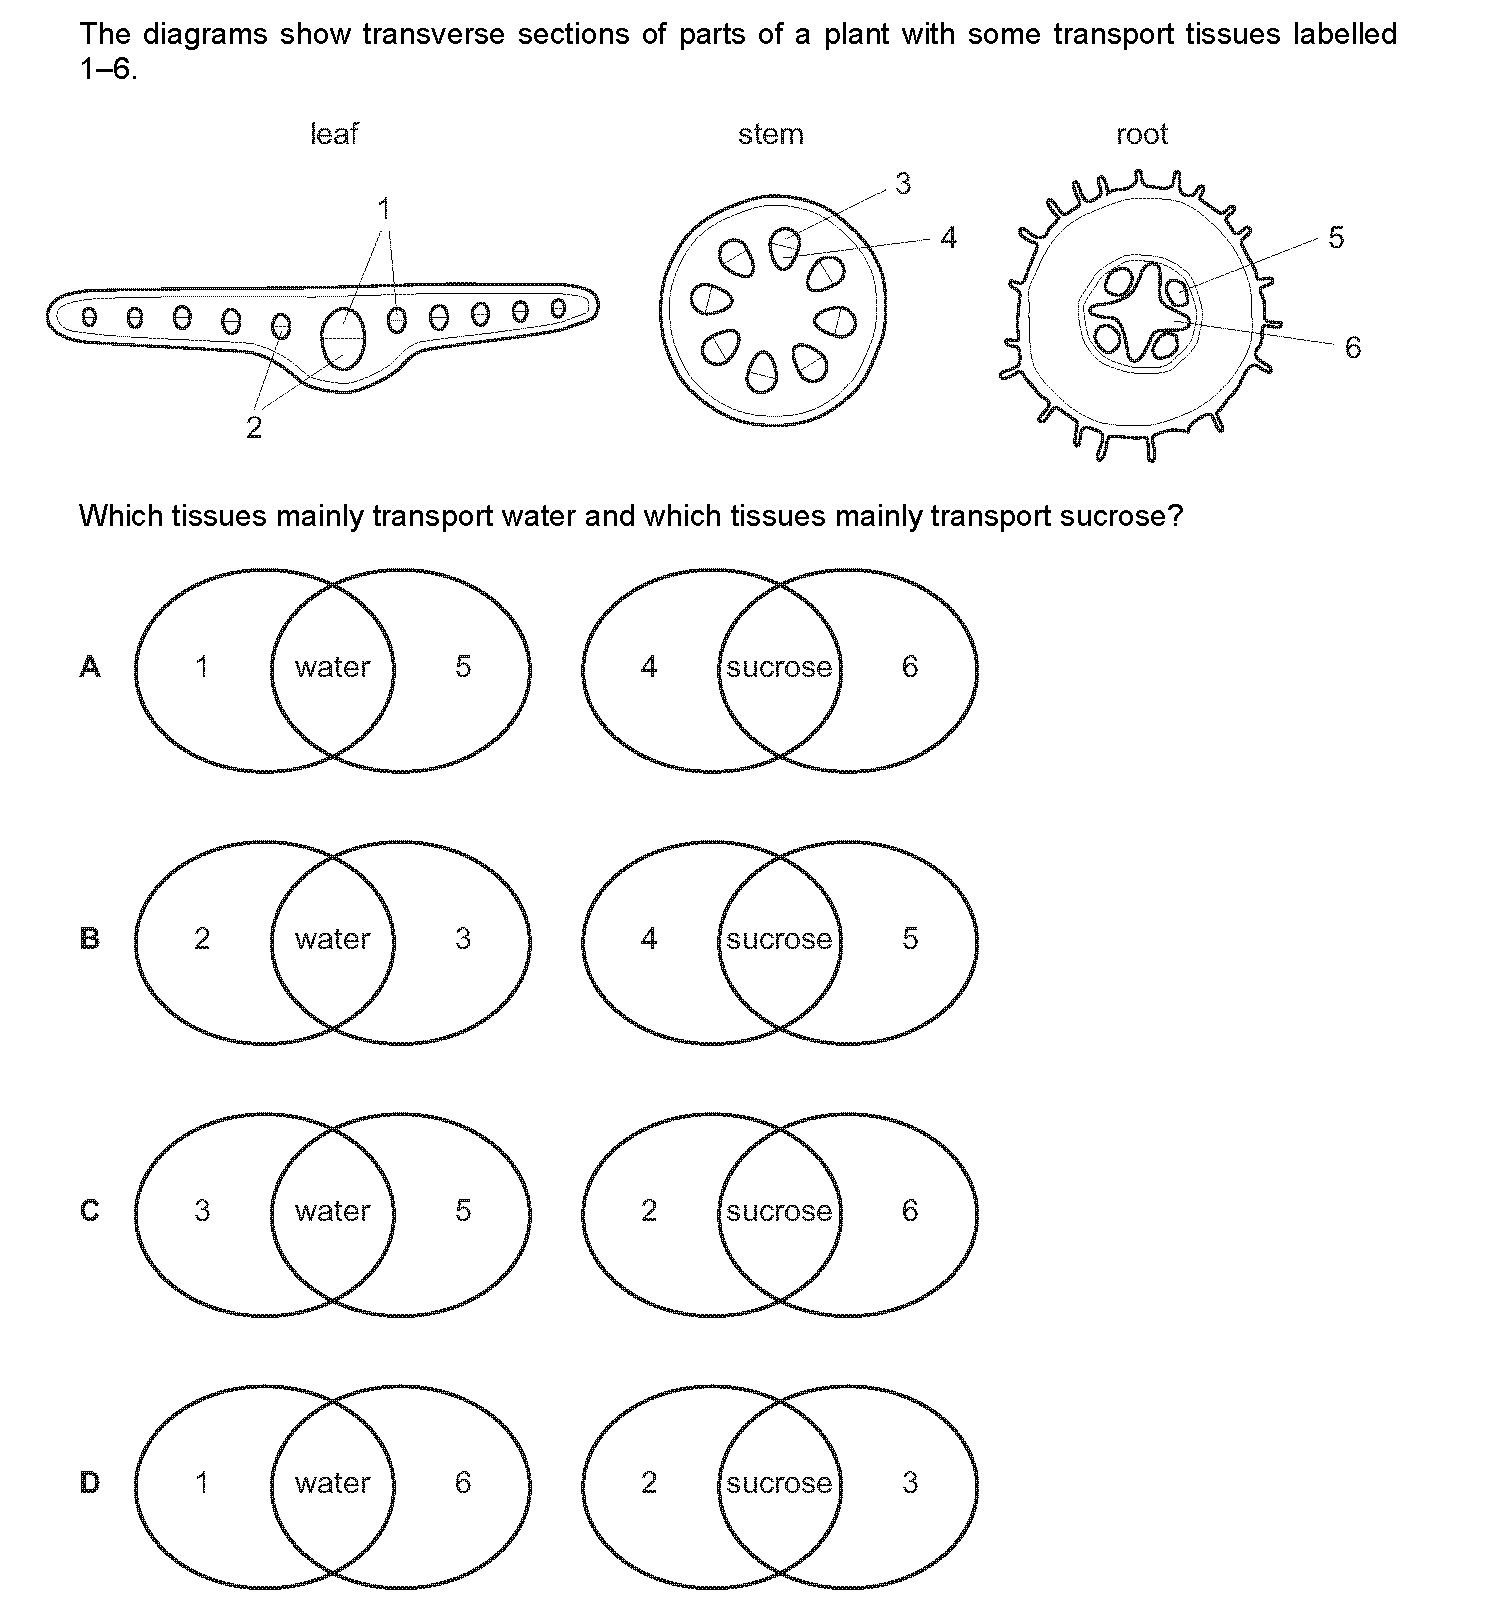 The diagrams show transverse sections of parts of a plant with some transport tissues labelled
1–6.
leaf stem root
1
3
4
5
6
2
Which tissues mainly transport water and which tissues mainly transport sucrose?
A 1 water 5 4 sucrose 6
B 2 water 3 4 sucrose 5
C 3 water 5 2 sucrose 6
D 1 water 6 2 sucrose 3